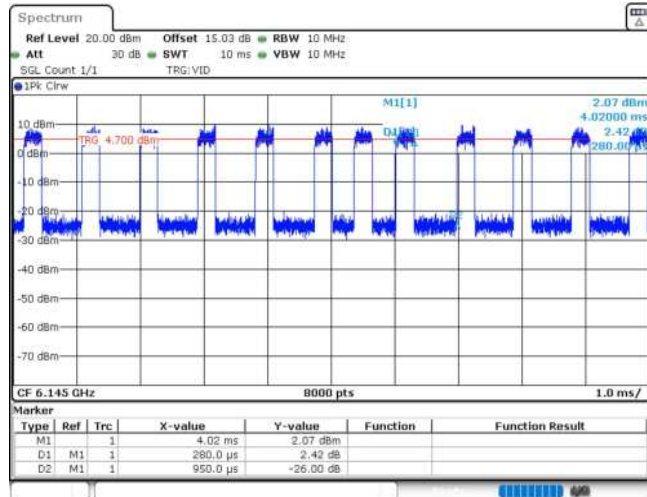 Spectrum
Ref Level 20.00 dBm Offset 15.03 dB RBW 10 MHz
Att 30 dB SWT 10 ms VBW 10 MHz
SGL Count 1/1 TRG:VID
1Pk Clrw
M1[1] 2.07 dBm
4.02000 ms
10 dBm
2.42
TRG 4.700 dBm
280.00
0 dBm
-10 dBm
-20 dBm
-30 dBm
-40 dBm
-50 dBm
-60 dBm
-70 dBm
CF 6.145 GHz 8000 pts 1.0 ms/
Marker
Type Ref Trc X-value Y-value Function Function Result
M1 1 4.02 ms 2.07 dBm
D1 M1 1 280.0 µs 2.42 dB
D2 M1 1 950.0 µs -26.00 dB